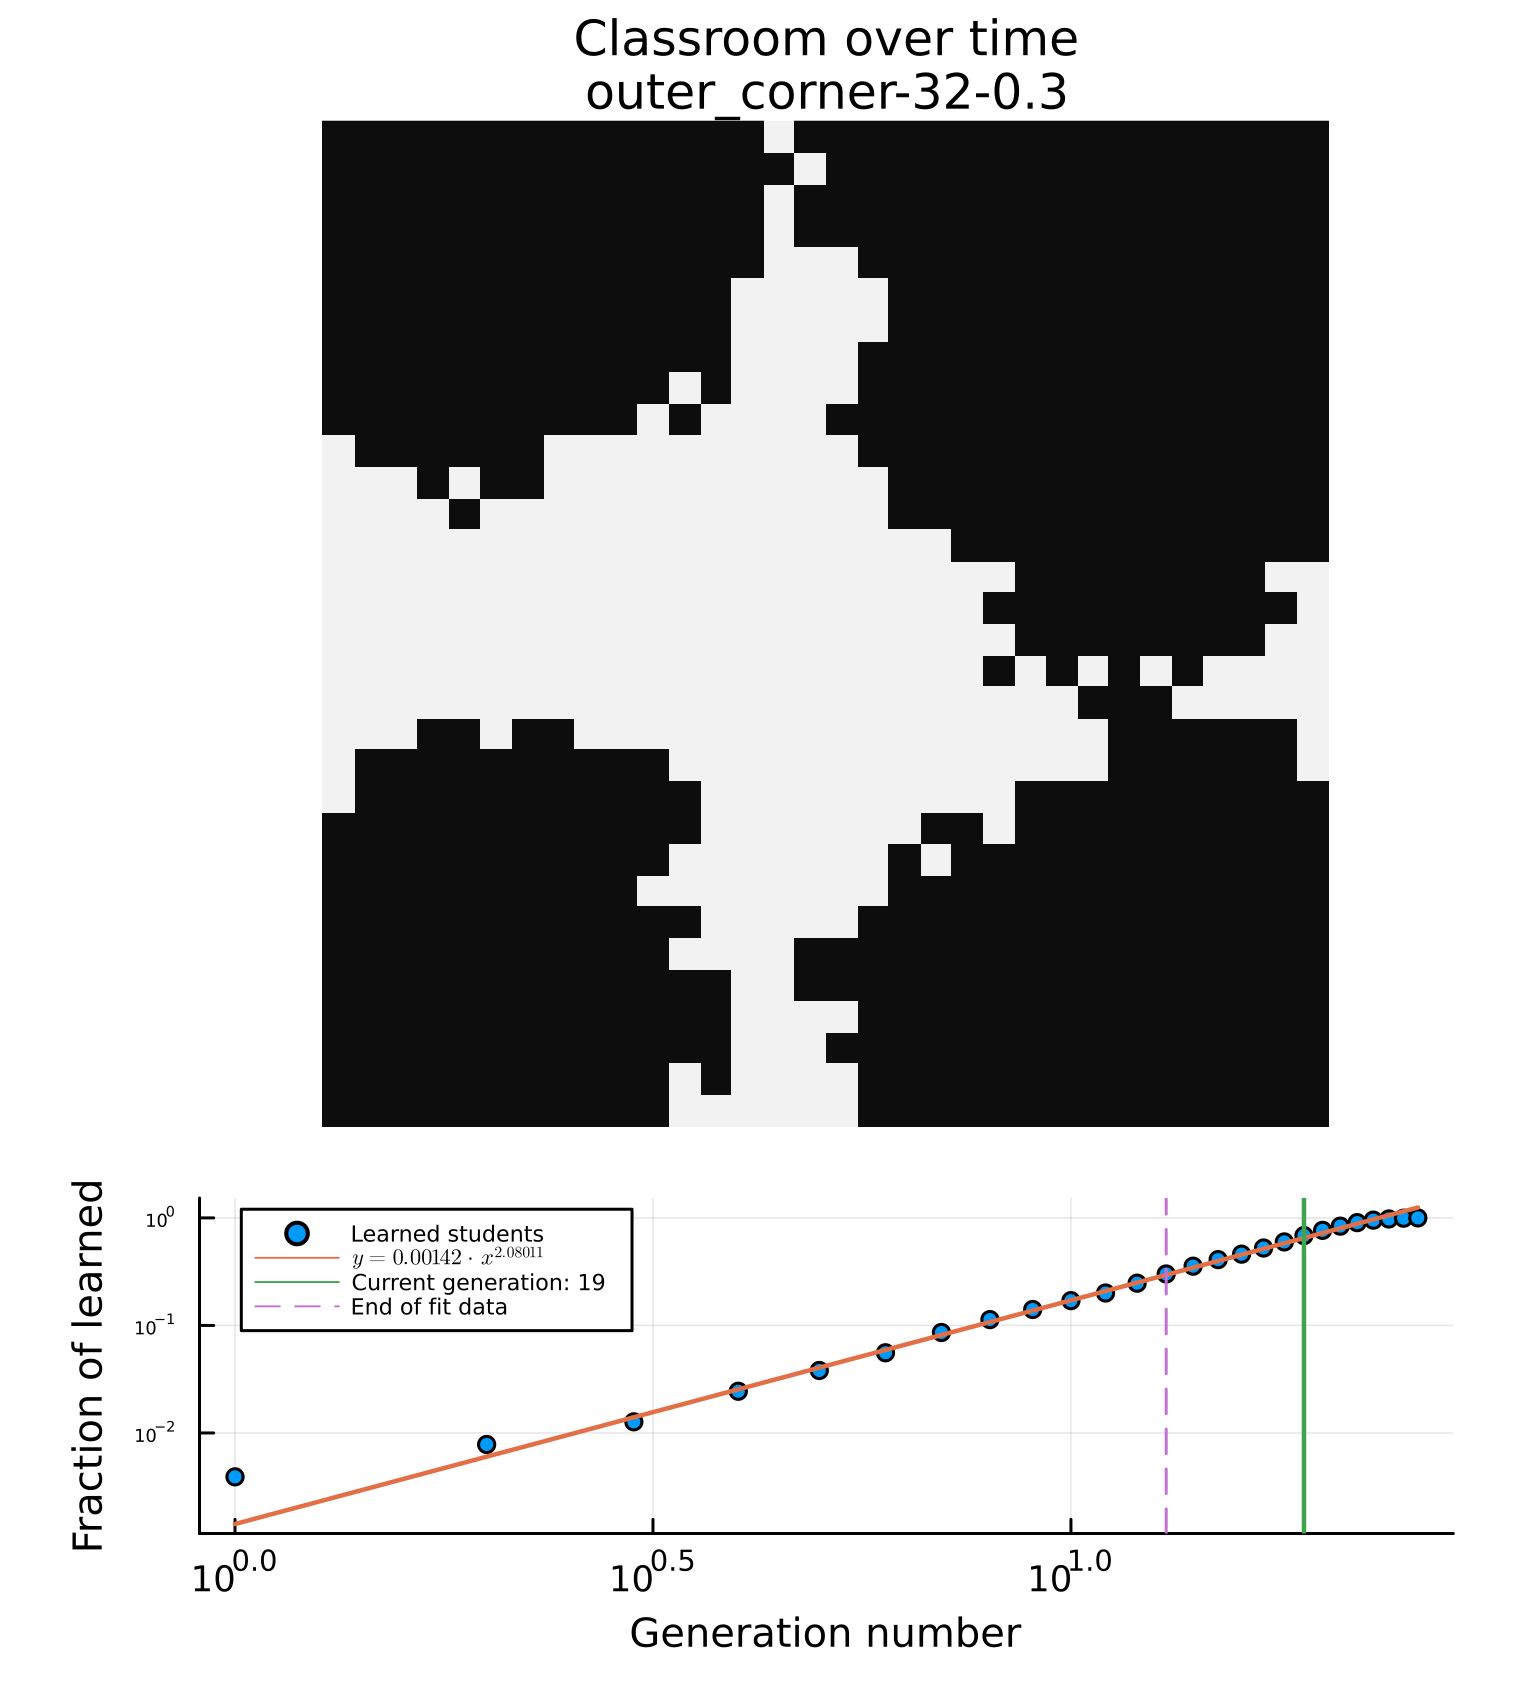 Classroom over time
outer_corner-32-0.3
Fraction of learned
10⁰
10⁻¹
10⁻²
Learned students
y = 0.00142 · x^2.08011
Current generation: 19
End of fit data
10^0.0
10^0.5
10^1.0
Generation number